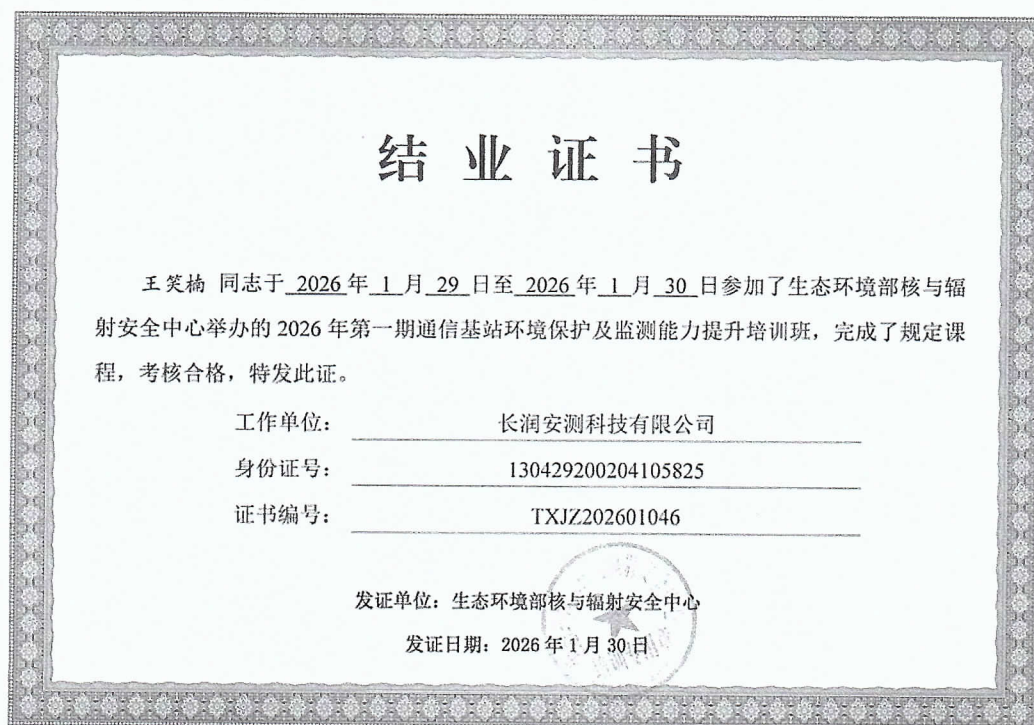 结业证书
王笑楠 同志于 2026 年 1 月 29 日至 2026 年 1 月 30 日参加了生态环境部核与辐
射安全中心举办的 2026 年第一期通信基站环境保护及监测能力提升培训班，完成了规定课
程，考核合格，特发此证。
工作单位： 长润安测科技有限公司
身份证号： 130429200204105825
证书编号： TXJZ202601046
发证单位：生态环境部核与辐射安全中心
发证日期：2026 年 1 月 30 日